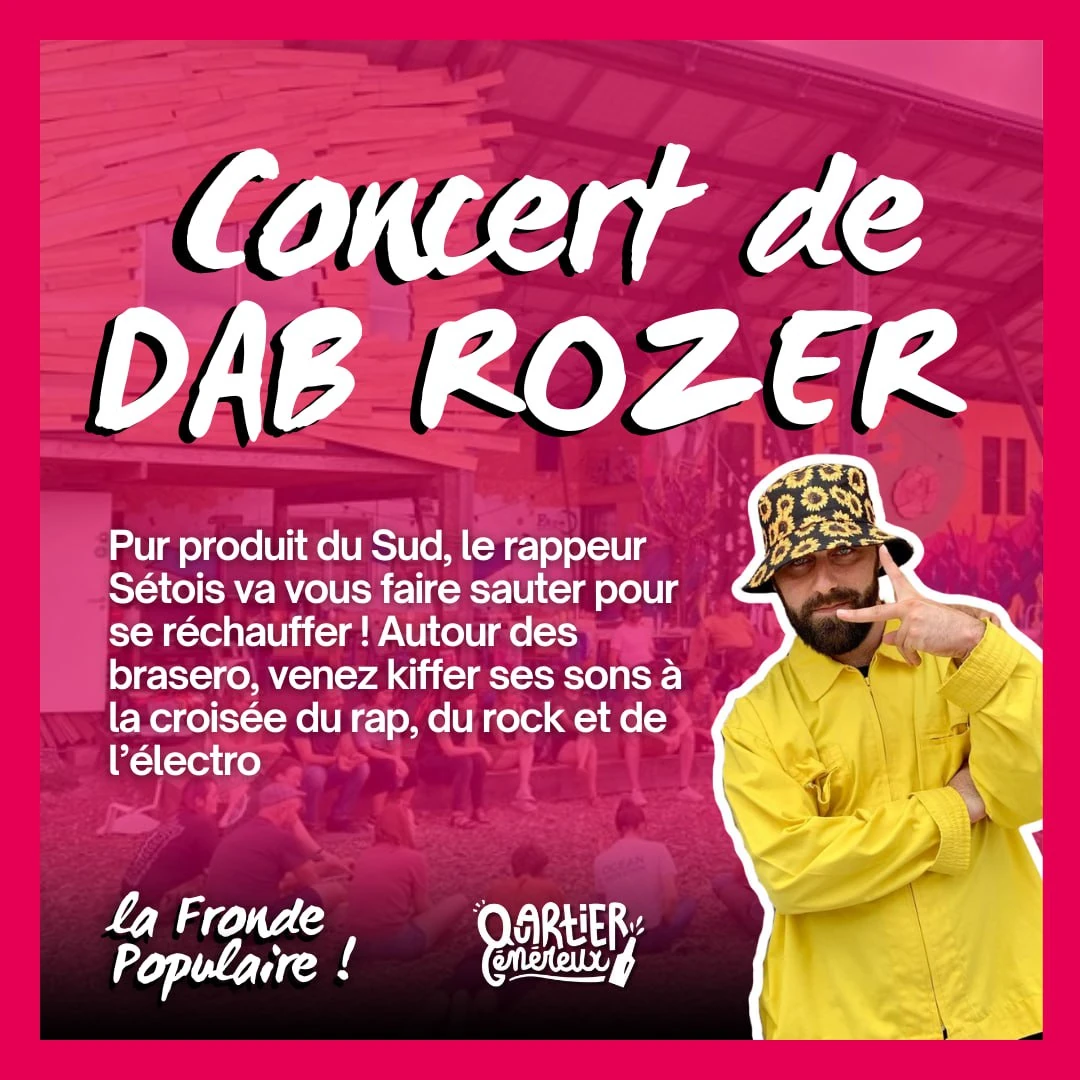 Concert de
DAB ROZER
Pur produit du Sud, le rappeur
Sétois va vous faire sauter pour
se réchauffer ! Autour des
brasero, venez kiffer ses sons à
la croisée du rap, du rock et de
l’électro
la Fronde
Populaire !
QUARTIER
Généreux